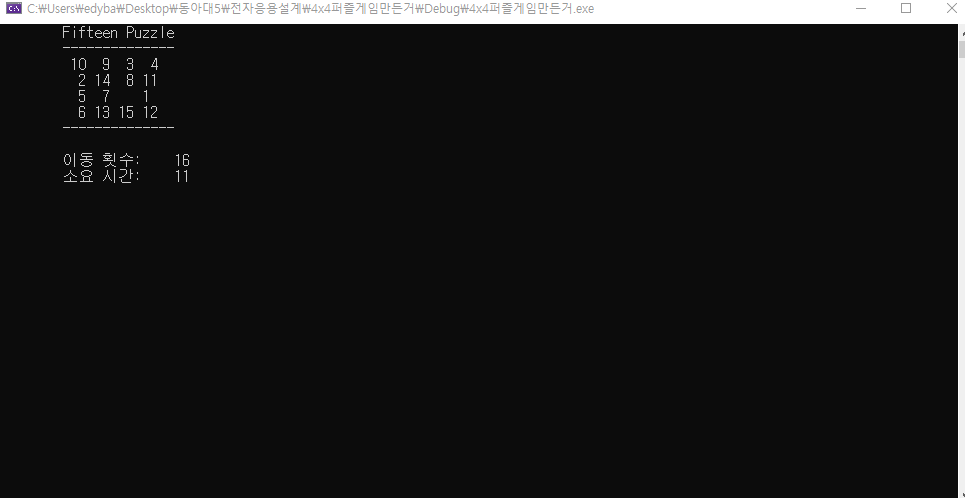 C:\ C:₩Users₩edyba₩Desktop₩동아대5₩전자응용설계₩4x4퍼즐게임만든거₩Debug₩4x4퍼즐게임만든거.exe
Fifteen Puzzle
--------------
10 9 3 4
2 14 8 11
5 7 1
6 13 15 12
--------------
이동 횟수: 16
소요 시간: 11